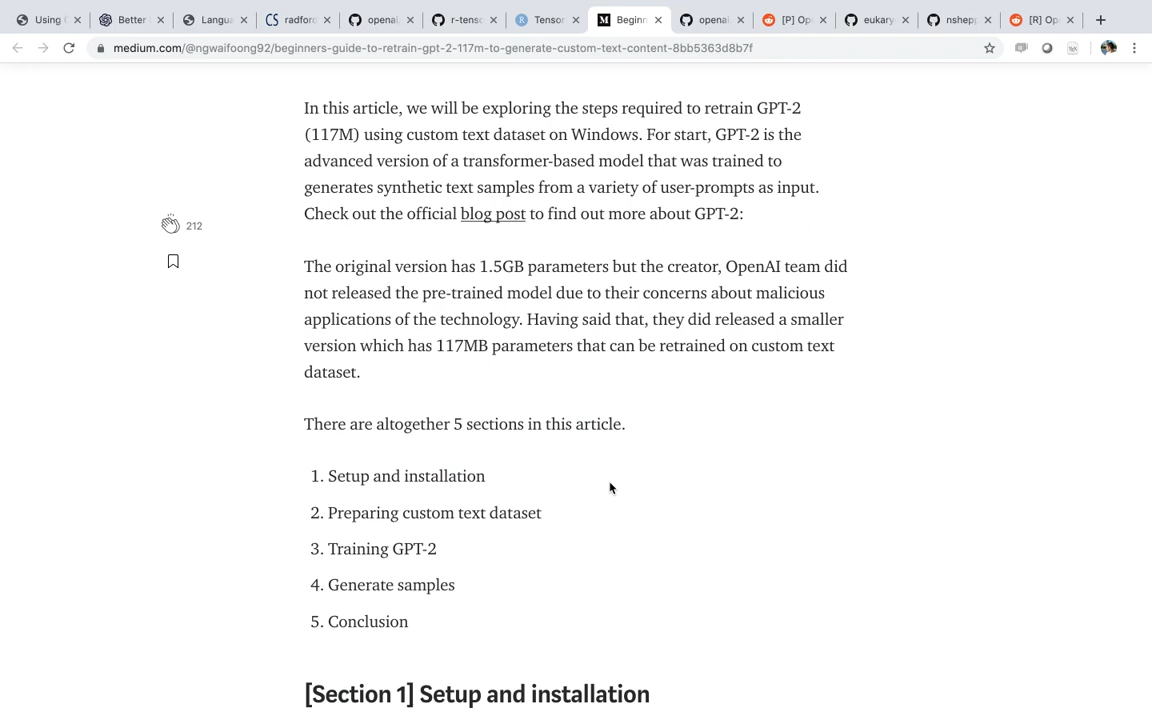 Using
Better
Langua
radfor
openai
r-tenso
Tensor
Beginn
openai
[P] Op
eukary
nshepp
[R] Op
medium.com/@ngwaifoong92/beginners-guide-to-retrain-gpt-2-117m-to-generate-custom-text-content-8bb5363d8b7f
In this article, we will be exploring the steps required to retrain GPT-2
(117M) using custom text dataset on Windows. For start, GPT-2 is the
advanced version of a transformer-based model that was trained to
generates synthetic text samples from a variety of user-prompts as input.
Check out the official blog post to find out more about GPT-2:
212
The original version has 1.5GB parameters but the creator, OpenAI team did
not released the pre-trained model due to their concerns about malicious
applications of the technology. Having said that, they did released a smaller
version which has 117MB parameters that can be retrained on custom text
dataset.
There are altogether 5 sections in this article.
1. Setup and installation
2. Preparing custom text dataset
3. Training GPT-2
4. Generate samples
5. Conclusion
[Section 1] Setup and installation